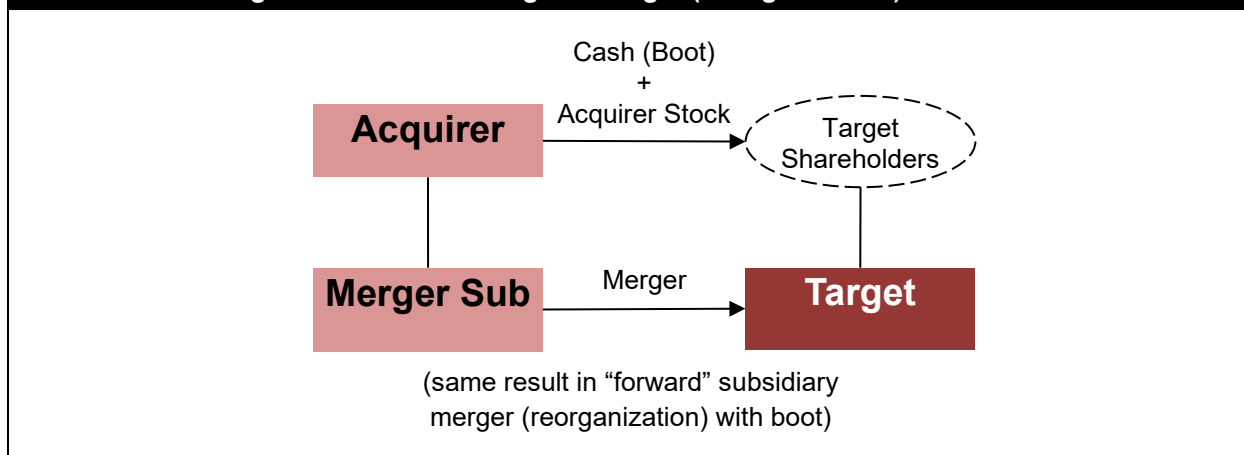 Cash (Boot)
+
Acquirer Stock
Acquirer
Target
Shareholders
Merger Sub
Merger
Target
(same result in “forward” subsidiary
merger (reorganization) with boot)